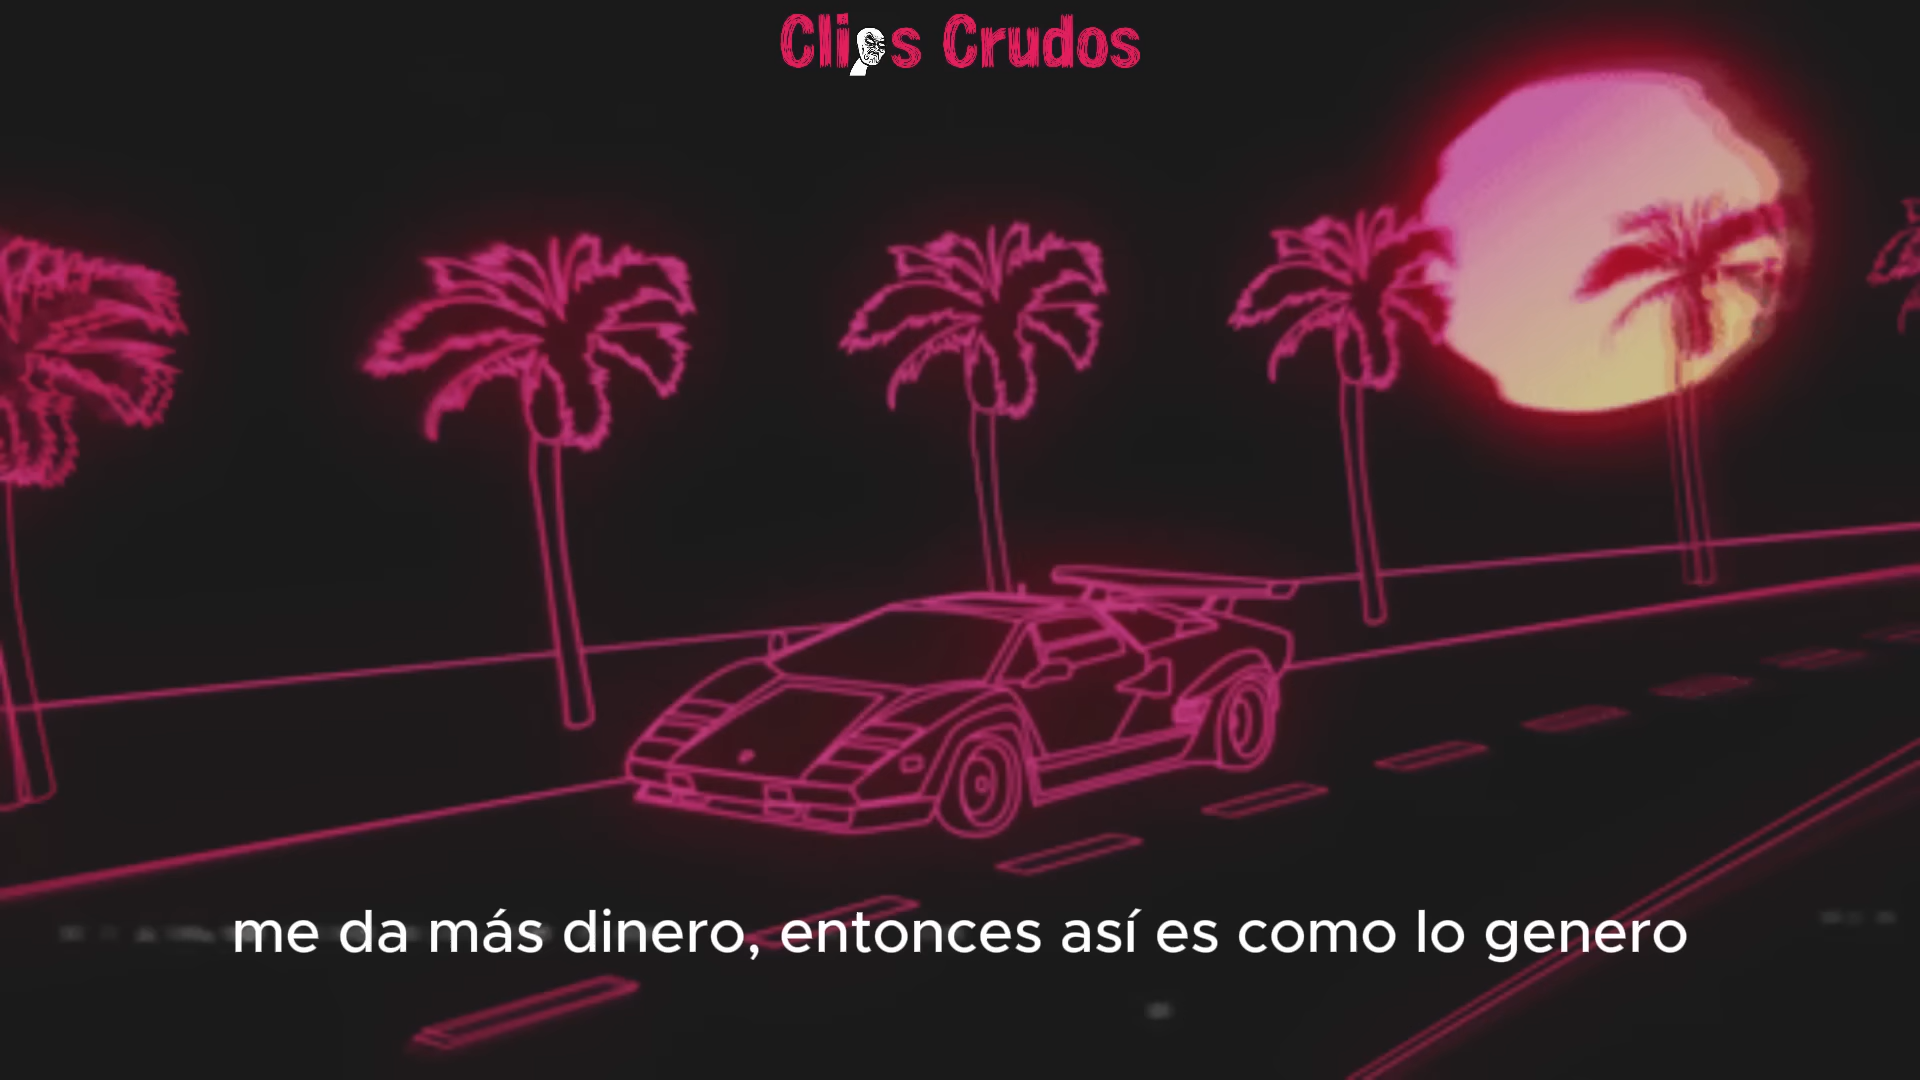 Clips Crudos
me da más dinero, entonces así es como lo genero